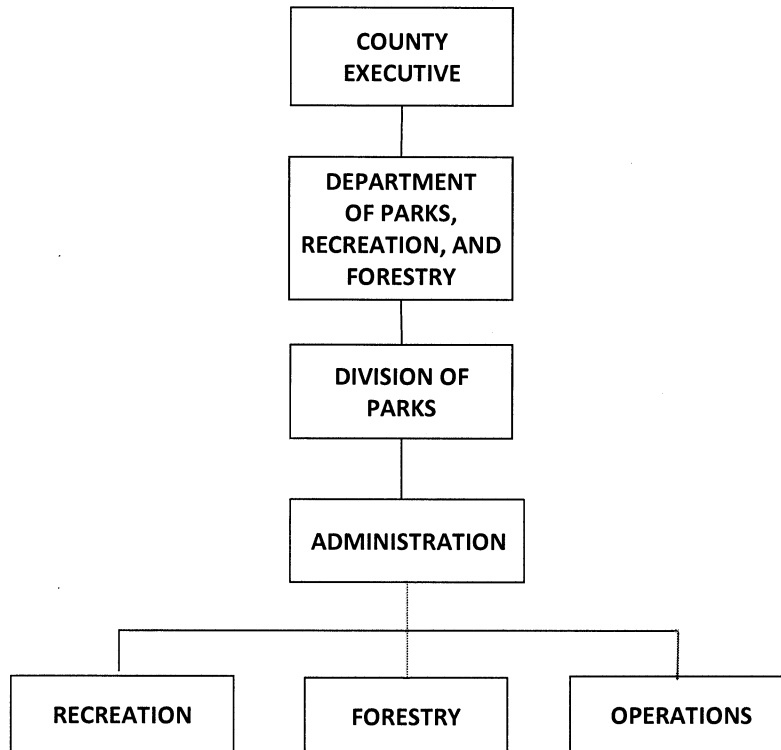 COUNTY
EXECUTIVE
DEPARTMENT
OF PARKS,
RECREATION, AND
FORESTRY
DIVISION OF
PARKS
ADMINISTRATION
RECREATION
FORESTRY
OPERATIONS